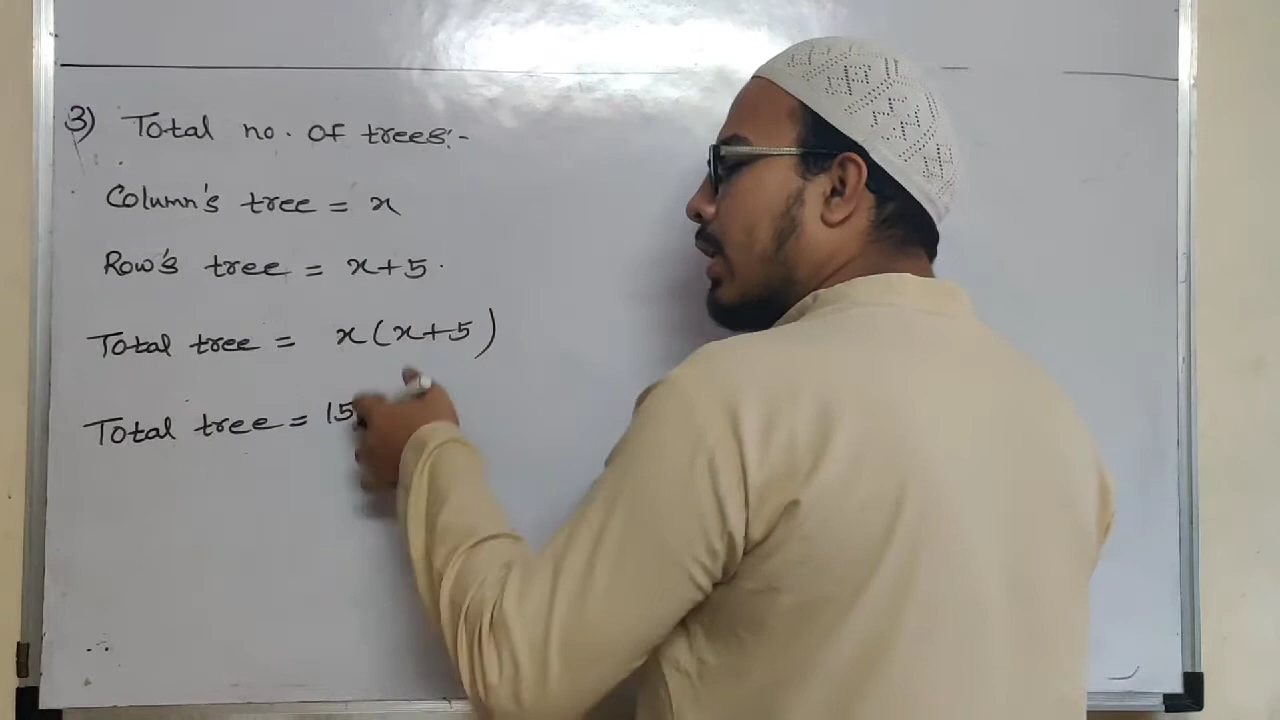 3) Total no. of trees:-
Column's tree = x
Row's tree = x+5.
Total tree = x(x+5)
Total tree = 15